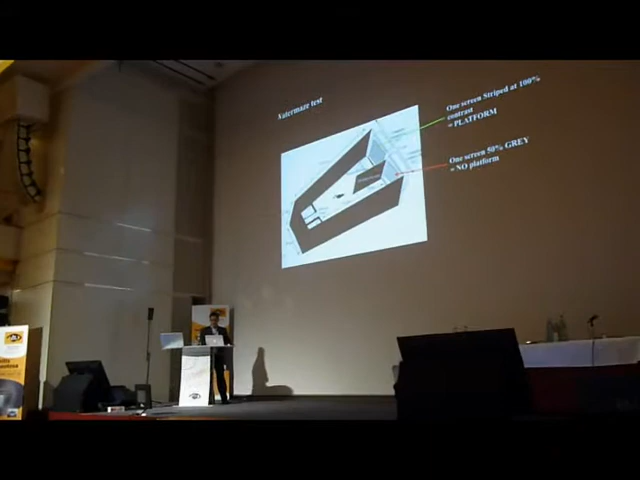 Watermaze test
One screen Striped at 100%
contrast
= PLATFORM
One screen 50% GREY
= NO platform